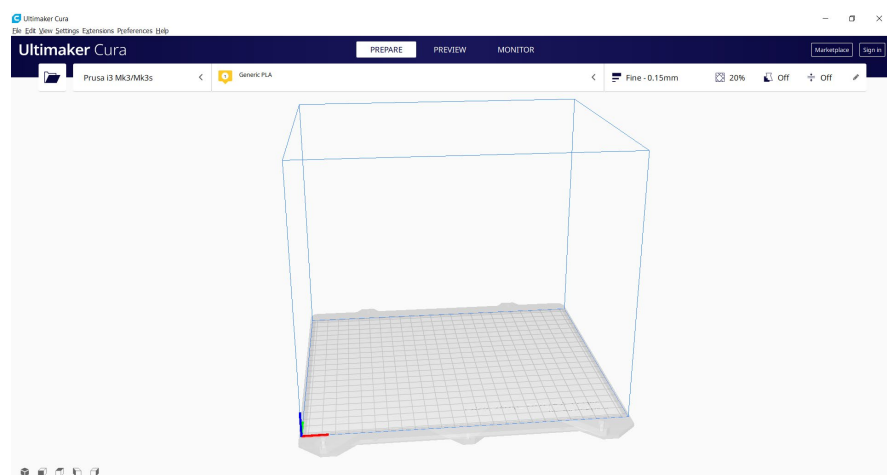 Ultimaker Cura
File Edit View Settings Extensions Preferences Help
Ultimaker Cura PREPARE PREVIEW MONITOR Marketplace Sign in
Prusa i3 Mk3/Mk3s Generic PLA Fine - 0.15mm 20% Off Off